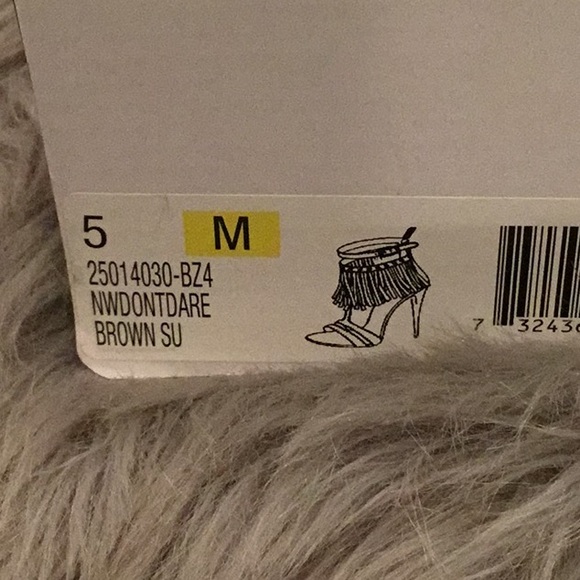 5 M
25014030-BZ4
NWDONTDARE
BROWN SU
7 32436